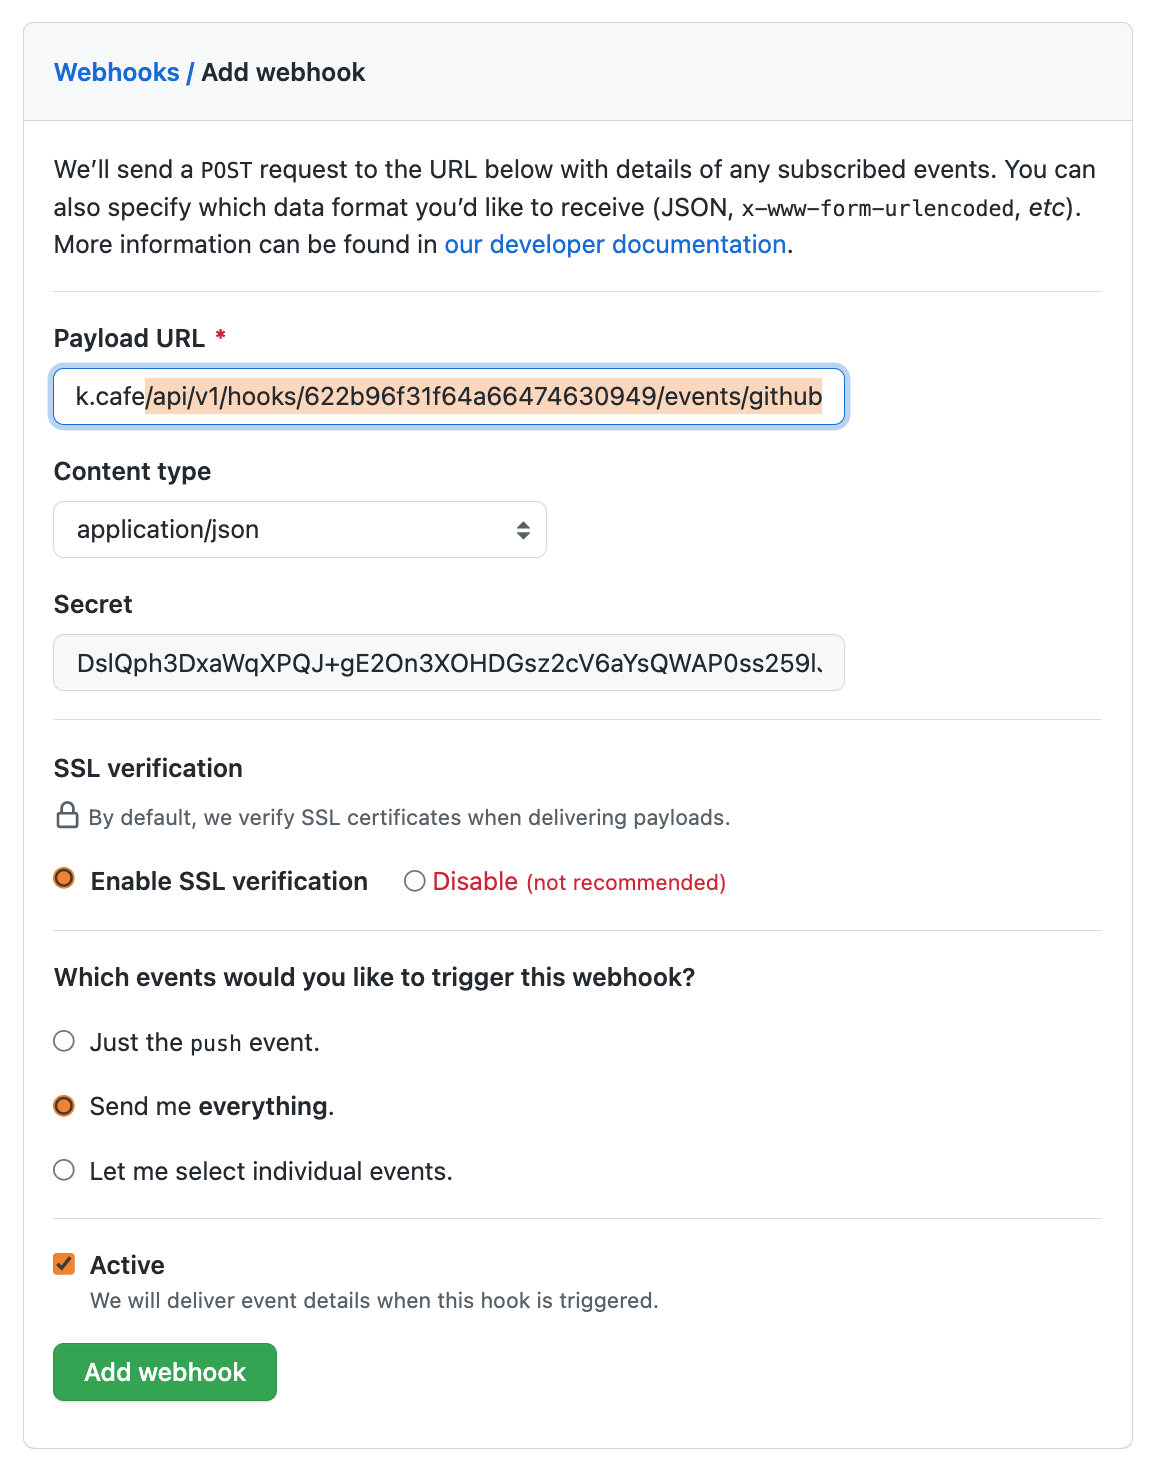 Webhooks / Add webhook
We’ll send a POST request to the URL below with details of any subscribed events. You can
also specify which data format you’d like to receive (JSON, x-www-form-urlencoded, etc).
More information can be found in our developer documentation.
Payload URL *
k.cafe/api/v1/hooks/622b96f31f64a66474630949/events/github
Content type
application/json
Secret
DslQph3DxaWqXPQJ+gE2On3XOHDGsz2cV6aYsQWAP0ss259l
SSL verification
By default, we verify SSL certificates when delivering payloads.
Enable SSL verification Disable (not recommended)
Which events would you like to trigger this webhook?
Just the push event.
Send me everything.
Let me select individual events.
Active
We will deliver event details when this hook is triggered.
Add webhook